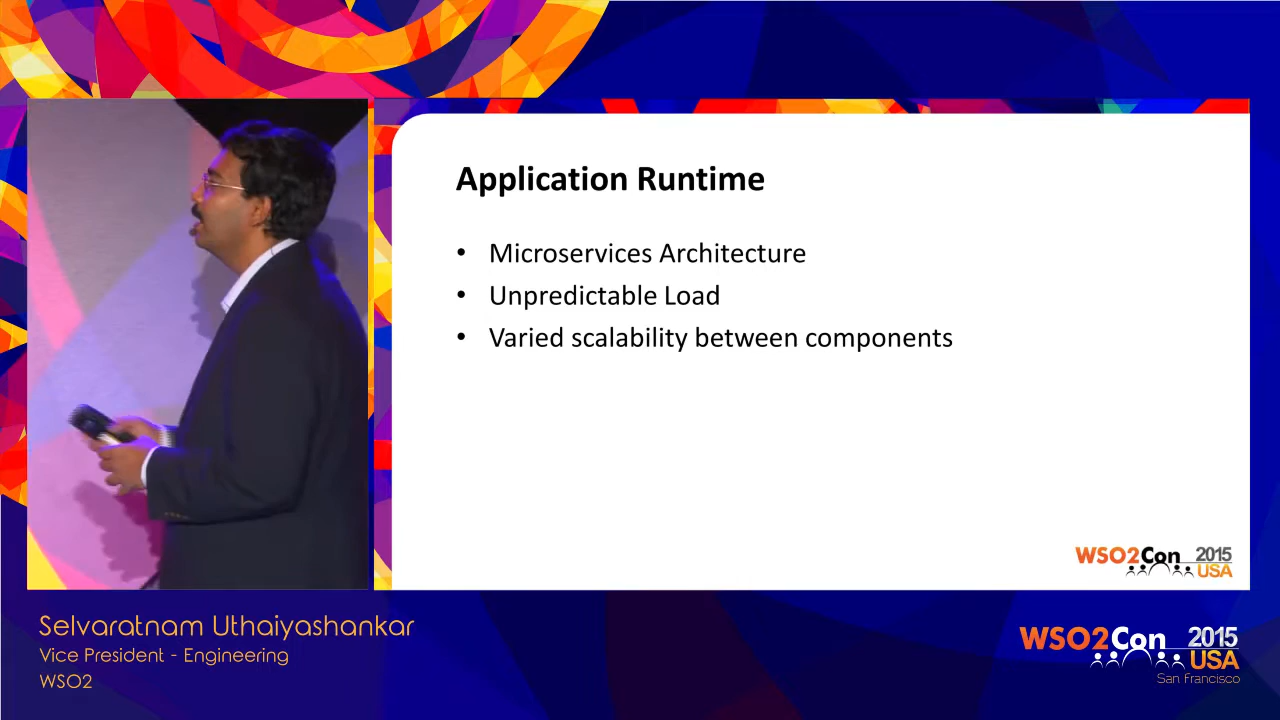 Application Runtime
• Microservices Architecture
• Unpredictable Load
• Varied scalability between components
WSO2Con 2015
USA
Selvaratnam Uthaiyashankar
Vice President - Engineering
WSO2
WSO2Con 2015
USA
San Francisco